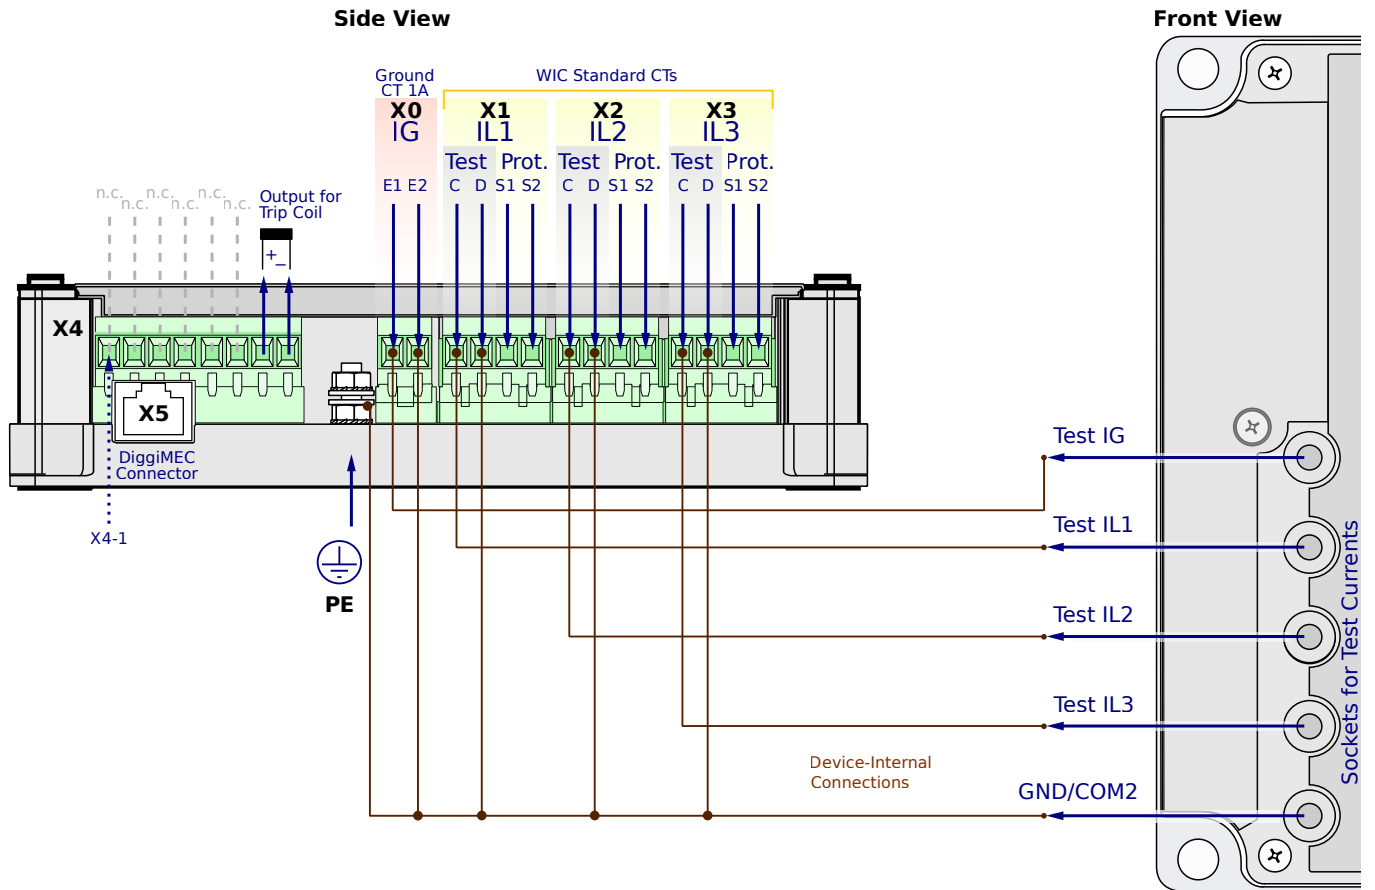 Side View
Front View
Ground
CT 1A
WIC Standard CTs
X0
IG
X1
IL1
X2
IL2
X3
IL3
Test Prot.
Test Prot.
Test Prot.
E1 E2
C D S1 S2
C D S1 S2
C D S1 S2
n.c. n.c. n.c. n.c. n.c. n.c.
Output for
Trip Coil
+ −
X4
X5
DiggiMEC
Connector
X4-1
PE
Test IG
Test IL1
Test IL2
Test IL3
GND/COM2
Device-Internal
Connections
Sockets for Test Currents